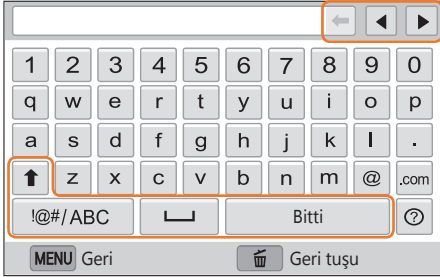 1 2 3 4 5 6 7 8 9 0
q w e r t y u i o p
a s d f g h j k l .
z x c v b n m @ .com
!@#/ABC Bitti ?
MENU Geri Geri tuşu